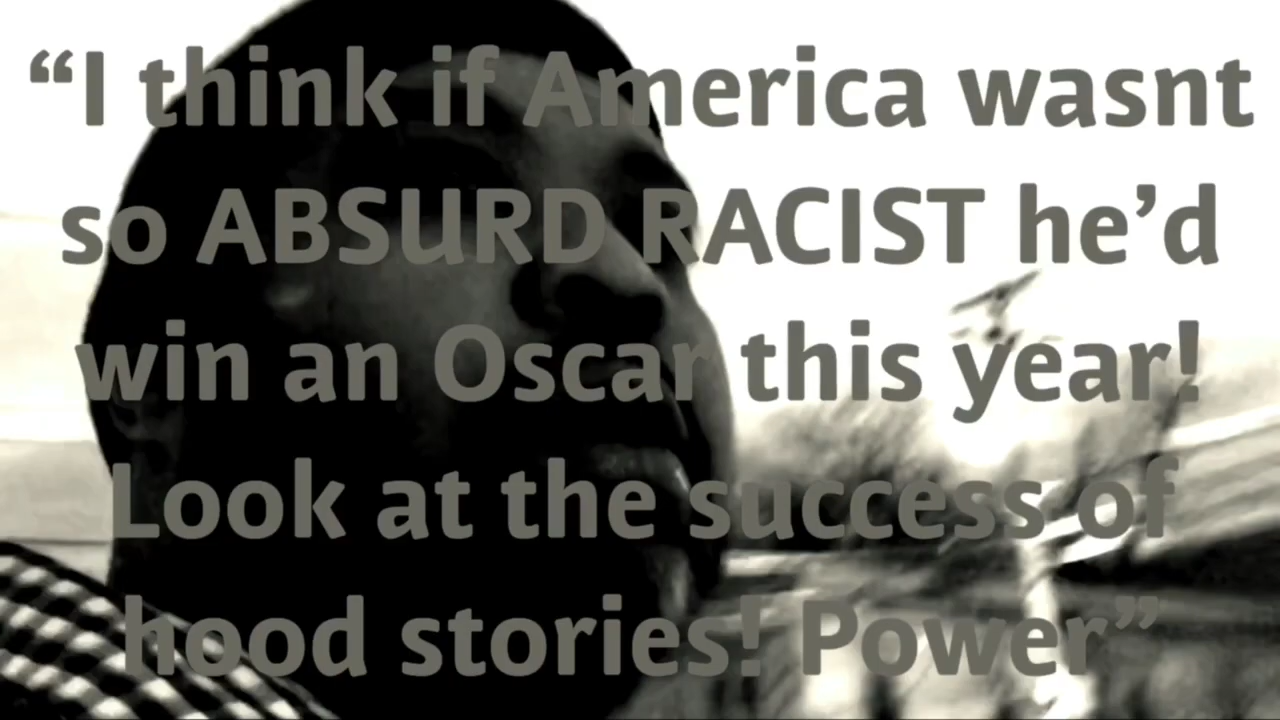 “I think if America wasnt
so ABSURD RACIST he’d
win an Oscar this year!
Look at the success of
hood stories! Power”